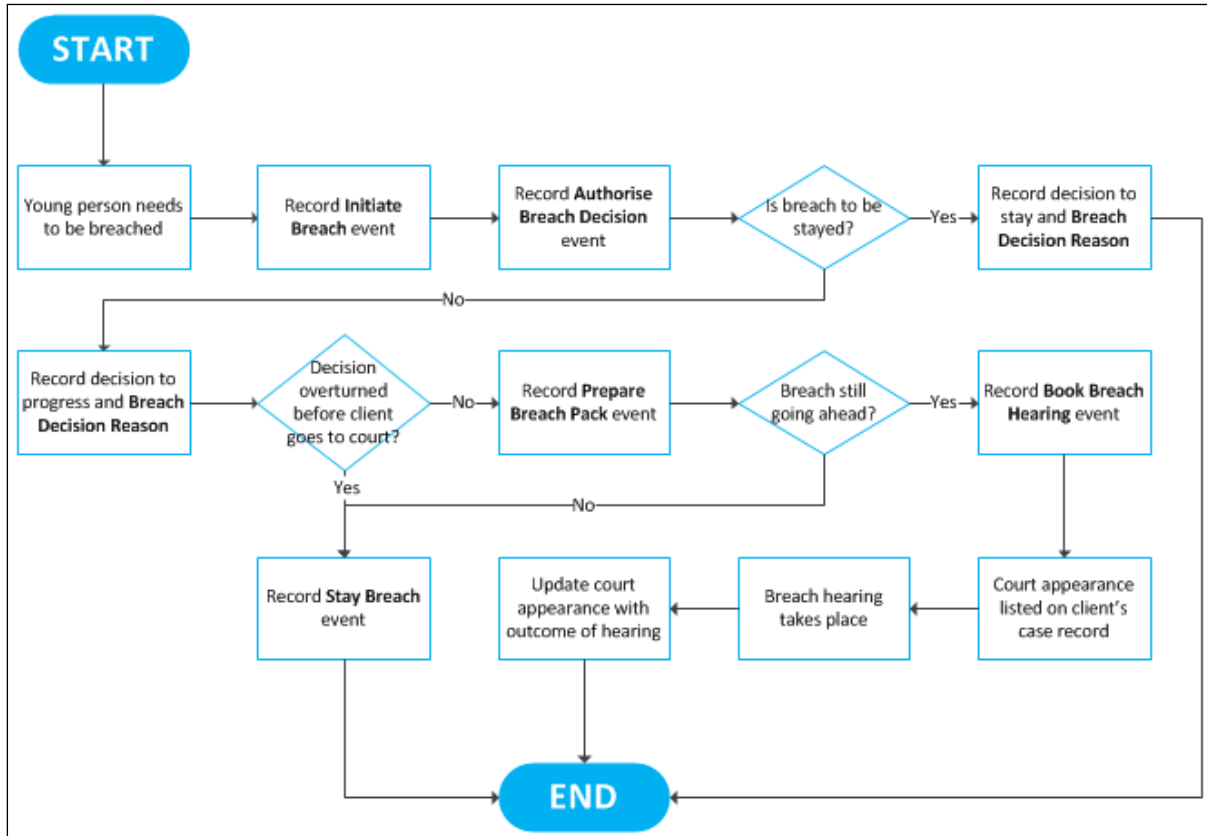 START
Young person needs
to be breached
Record Initiate
Breach event
Record Authorise
Breach Decision
event
Is breach to be
stayed?
Yes
Record decision to
stay and Breach
Decision Reason
No
Record decision to
progress and Breach
Decision Reason
Decision
overturned
before client
goes to court?
No
Record Prepare
Breach Pack event
Breach still
going ahead?
Yes
Record Book Breach
Hearing event
Yes
No
Record Stay Breach
event
Update court
appearance with
outcome of hearing
Breach hearing
takes place
Court appearance
listed on client's
case record
END